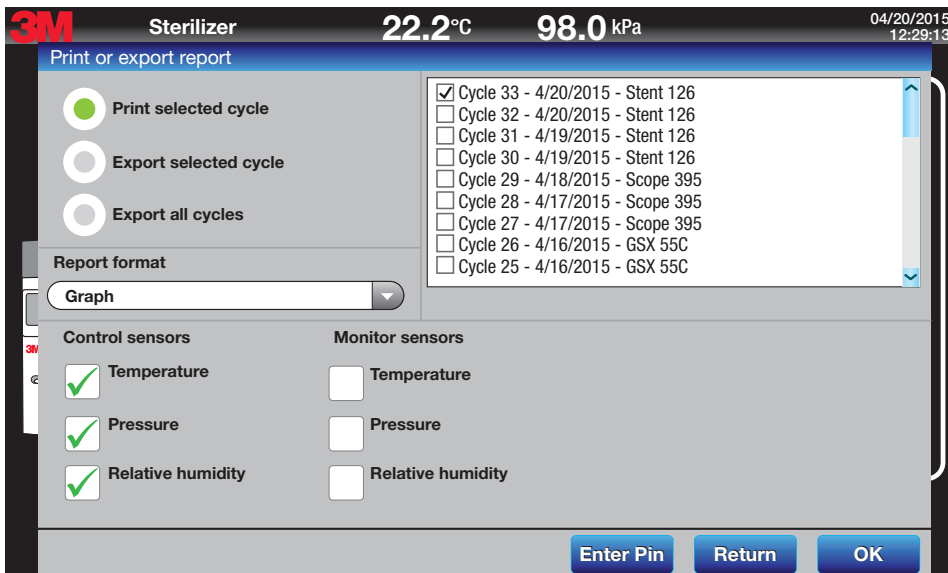 3M Sterilizer 22.2°C 98.0 kPa 04/20/2015
12:29:13
Print or export report
Print selected cycle
Export selected cycle
Export all cycles
Cycle 33 - 4/20/2015 - Stent 126
Cycle 32 - 4/20/2015 - Stent 126
Cycle 31 - 4/19/2015 - Stent 126
Cycle 30 - 4/19/2015 - Stent 126
Cycle 29 - 4/18/2015 - Scope 395
Cycle 28 - 4/17/2015 - Scope 395
Cycle 27 - 4/17/2015 - Scope 395
Cycle 26 - 4/16/2015 - GSX 55C
Cycle 25 - 4/16/2015 - GSX 55C
Report format
Graph
Control sensors
Temperature
Pressure
Relative humidity
Monitor sensors
Temperature
Pressure
Relative humidity
3M
Enter Pin
Return
OK